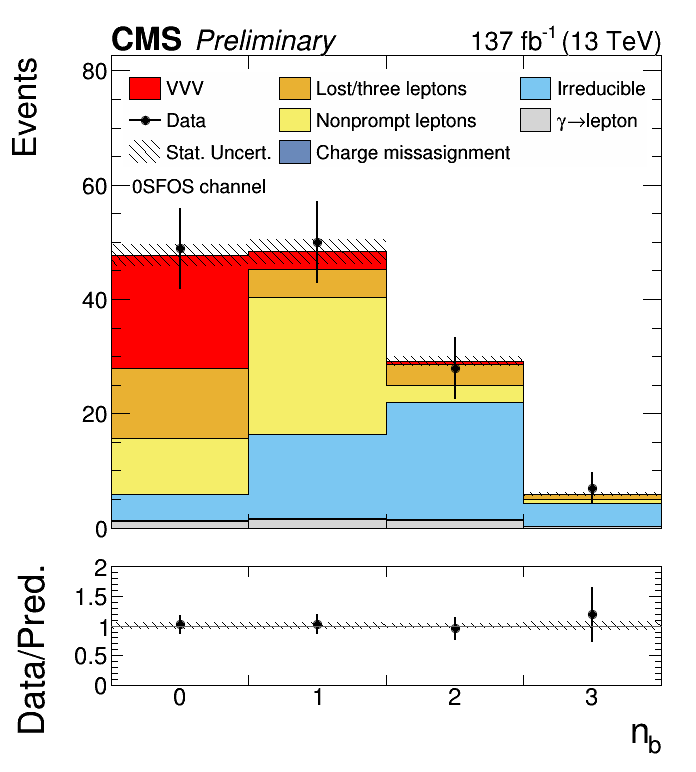 CMS Preliminary 137 fb-1 (13 TeV)
Events
80
60
40
20
0
VVV Lost/three leptons Irreducible
Data Nonprompt leptons γ→lepton
Stat. Uncert. Charge missasignment
0SFOS channel
Data/Pred.
2
1.5
1
0.5
0
0 1 2 3
nb